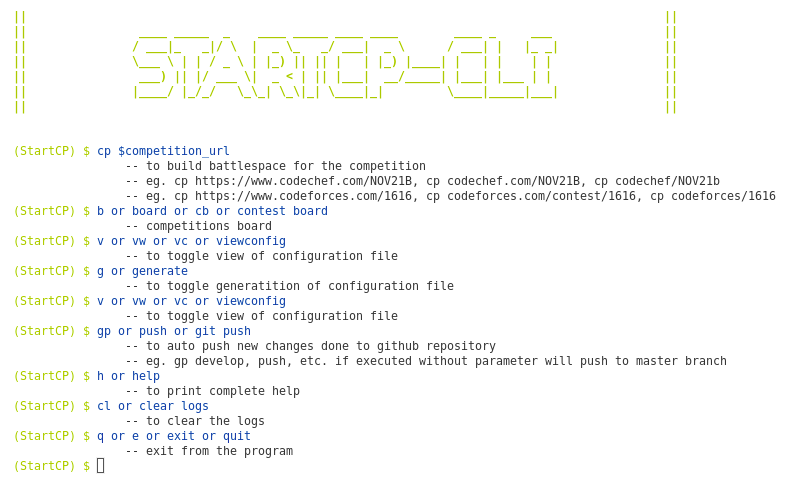 STARTCP-CLI
(StartCP) $ cp $competition_url
-- to build battlespace for the competition
-- eg. cp https://www.codechef.com/NOV21B, cp codechef.com/NOV21B, cp codechef/NOV21b
-- eg. cp https://www.codeforces.com/1616, cp codeforces.com/contest/1616, cp codeforces/1616
(StartCP) $ b or board or cb or contest board
-- competitions board
(StartCP) $ v or vw or vc or viewconfig
-- to toggle view of configuration file
(StartCP) $ g or generate
-- to toggle generatition of configuration file
(StartCP) $ v or vw or vc or viewconfig
-- to toggle view of configuration file
(StartCP) $ gp or push or git push
-- to auto push new changes done to github repository
-- eg. gp develop, push, etc. if executed without parameter will push to master branch
(StartCP) $ h or help
-- to print complete help
(StartCP) $ cl or clear logs
-- to clear the logs
(StartCP) $ q or e or exit or quit
-- exit from the program
(StartCP) $